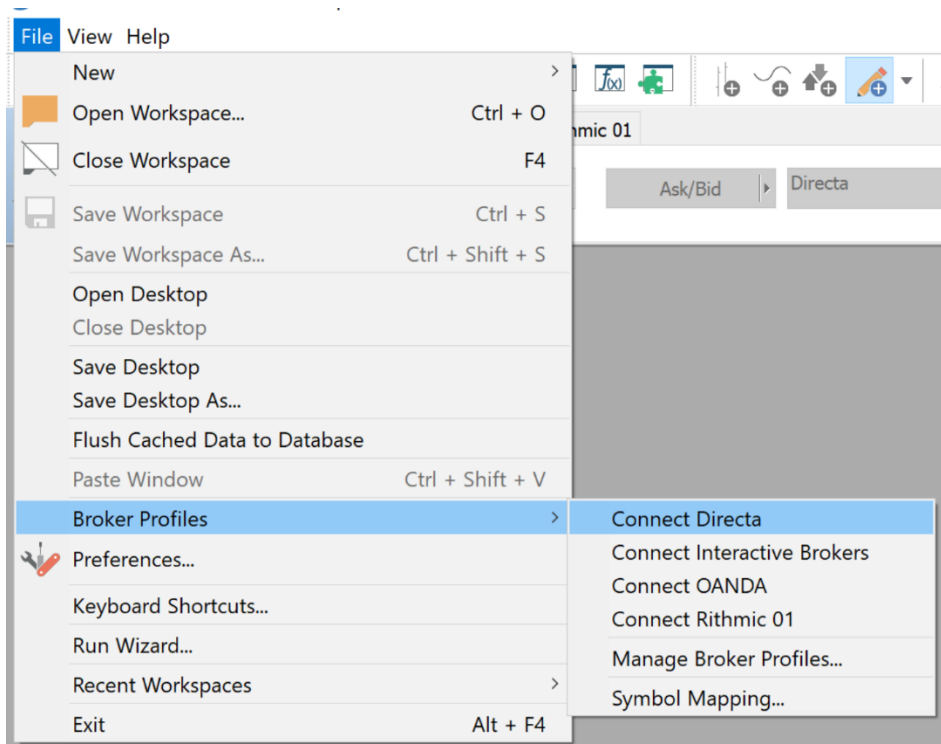 File View Help
New
Open Workspace... Ctrl + O
Close Workspace F4
Save Workspace Ctrl + S
Save Workspace As... Ctrl + Shift + S
Open Desktop
Close Desktop
Save Desktop
Save Desktop As...
Flush Cached Data to Database
Paste Window Ctrl + Shift + V
Broker Profiles
Preferences...
Keyboard Shortcuts...
Run Wizard...
Recent Workspaces
Exit Alt + F4
f(x)
01
Ask/Bid Directa
Connect Directa
Connect Interactive Brokers
Connect OANDA
Connect Rithmic 01
Manage Broker Profiles...
Symbol Mapping...